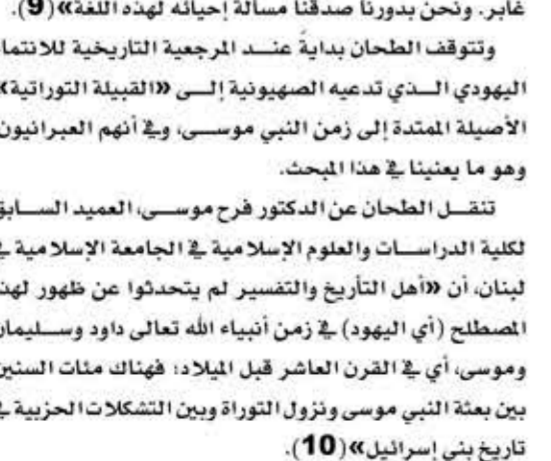 غابر. ونحن بدورنا صدقنا مسألة إحيائه لهذه اللغة»(9).
وتتوقف الطحان بدايةً عند المرجعية التاريخية للانتما
اليهودي الذي تدعيه الصهيونية إلى «القبيلة التوراتية»
الأصيلة الممتدة إلى زمن النبي موسى، وفي أنهم العبرانيون
وهو ما يعنينا في هذا المبحث.
تنقل الطحان عن الدكتور فرح موسى، العميد السابق
لكلية الدراسات والعلوم الإسلامية في الجامعة الإسلامية في
لبنان، أن «أهل التأريخ والتفسير لم يتحدثوا عن ظهور لهذ
المصطلح (أي اليهود) في زمن أنبياء الله تعالى داود وسليمان
وموسى، أي في القرن العاشر قبل الميلاد؛ فهناك مئات السنين
بين بعثة النبي موسى ونزول التوراة وبين التشكلات الحزبية في
تاريخ بني إسرائيل»(10).